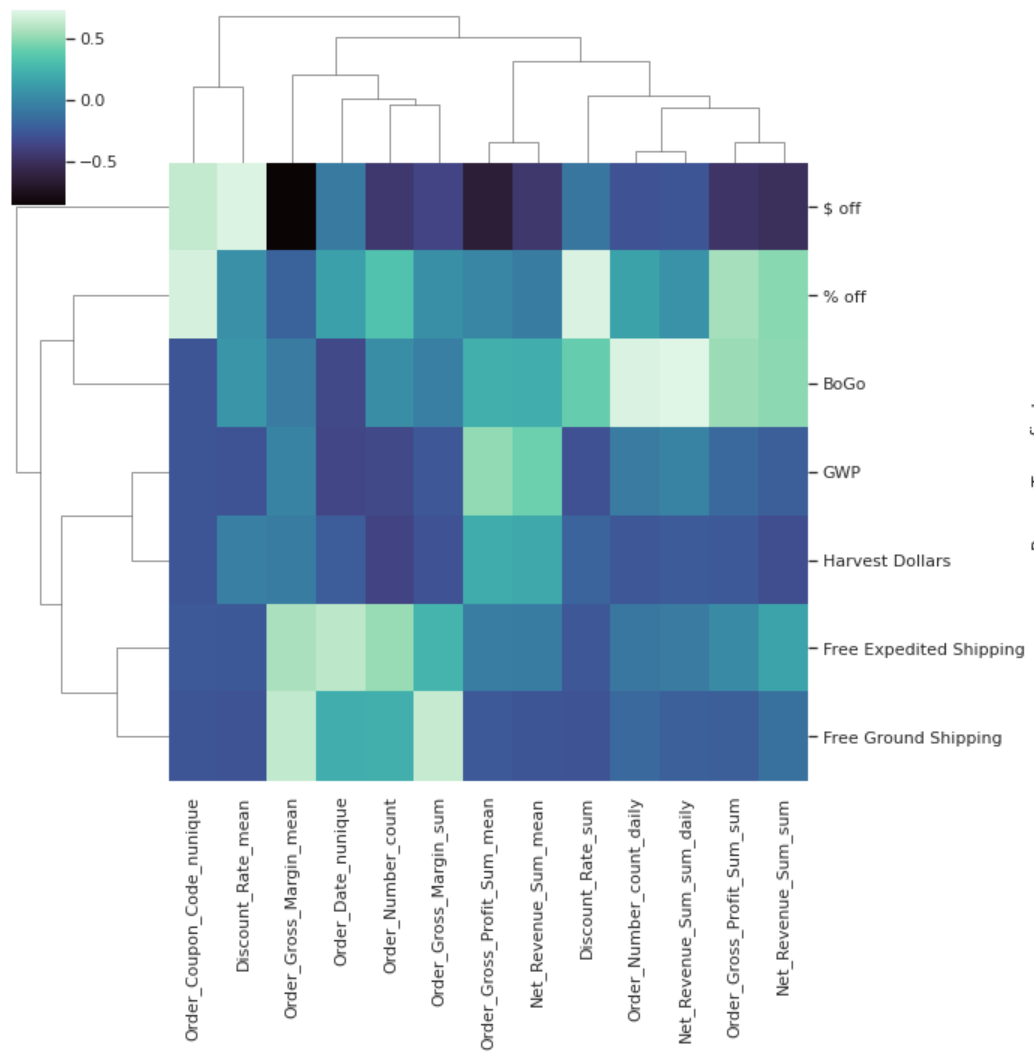 0.5
0.0
−0.5
$ off
% off
BoGo
GWP
Harvest Dollars
Free Expedited Shipping
Free Ground Shipping
Order_Coupon_Code_nunique
Discount_Rate_mean
Order_Gross_Margin_mean
Order_Date_nunique
Order_Number_count
Order_Gross_Margin_sum
Order_Gross_Profit_Sum_mean
Net_Revenue_Sum_mean
Discount_Rate_sum
Order_Number_count_daily
Net_Revenue_Sum_sum_daily
Order_Gross_Profit_Sum_sum
Net_Revenue_Sum_sum